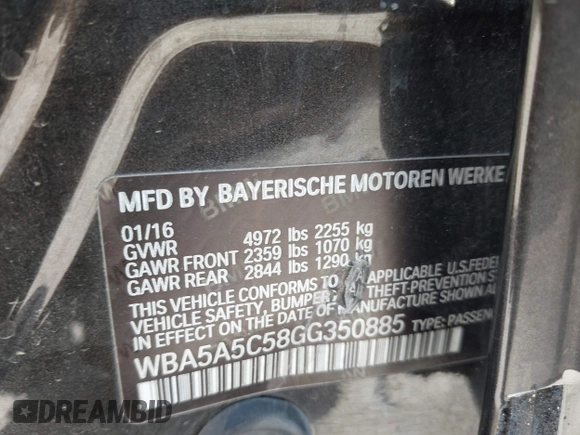 MFD BY BAYERISCHE MOTOREN WERKE
01/16
GVWR 4972 lbs 2255 kg
GAWR FRONT 2359 lbs 1070 kg
GAWR REAR 2844 lbs 1290 kg
THIS VEHICLE CONFORMS TO APPLICABLE U.S.FEDE
VEHICLE SAFETY, BUMPER THEFT-PREVENTION S
IN EFFECT ON THE DATE OF MANUFACTURE SHOWN A
WBA5A5C58GG350885 TYPE: PASSEN
DREAMBID